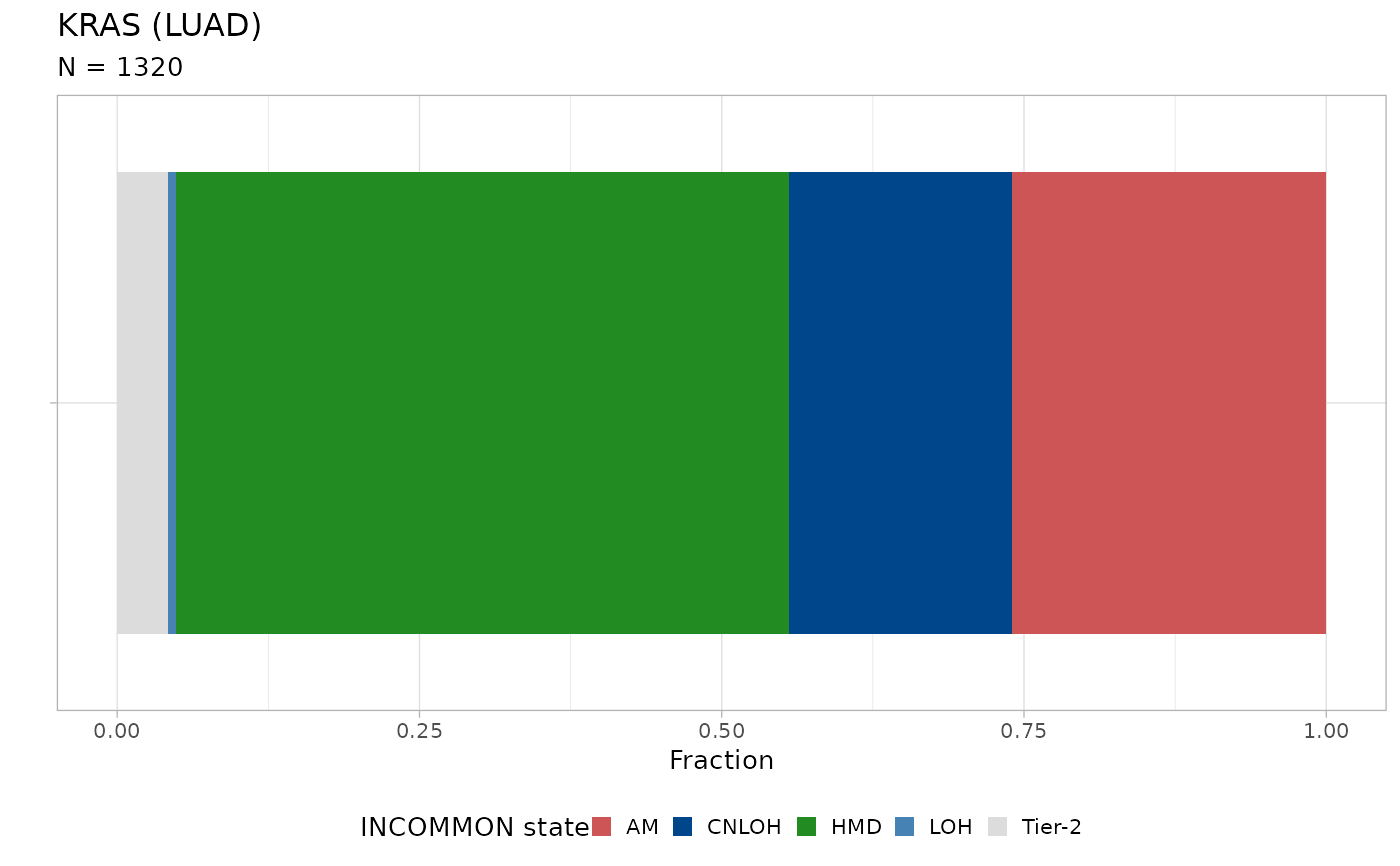 KRAS (LUAD)
N = 1320
0.00 0.25 0.50 0.75 1.00
Fraction
INCOMMON state AM CNLOH HMD LOH Tier-2